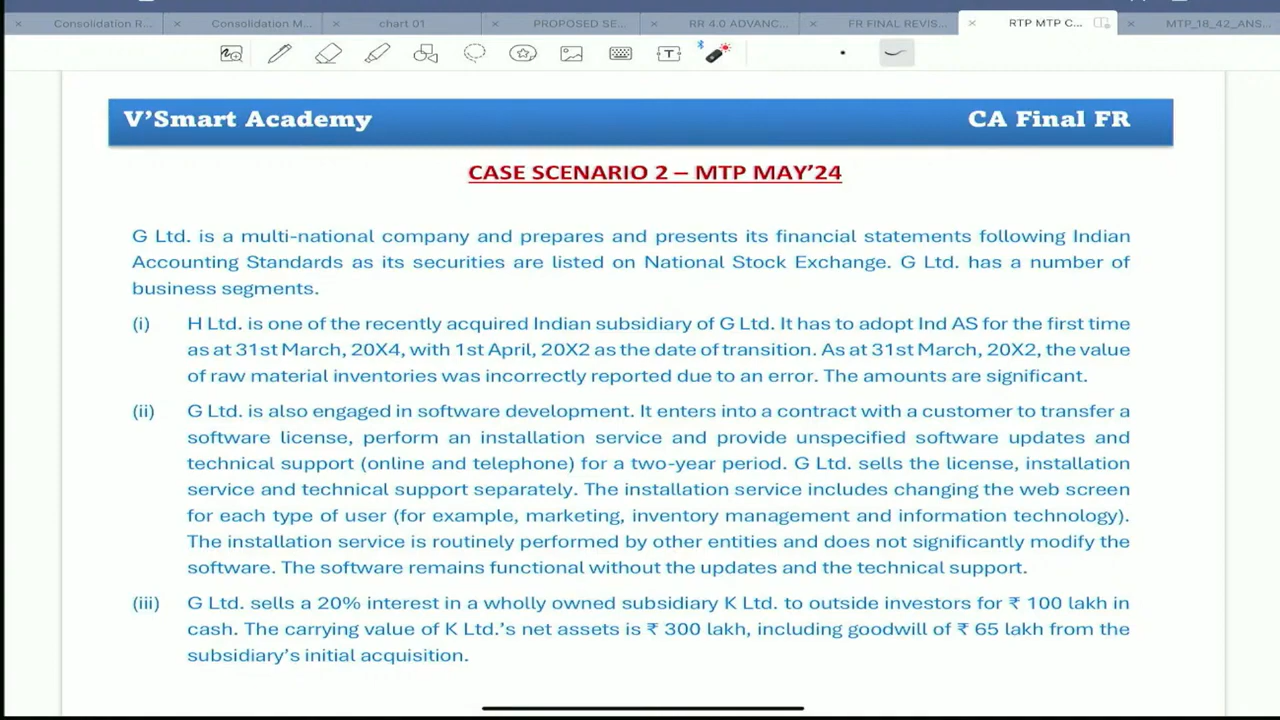 Consolidation R...
Consolidation M...
chart 01
PROPOSED SE...
RR 4.0 ADVANC...
FR FINAL REVIS...
RTP MTP C...
MTP_18_42_ANS...
V'Smart Academy
CA Final FR
CASE SCENARIO 2 – MTP MAY'24
G Ltd. is a multi-national company and prepares and presents its financial statements following Indian
Accounting Standards as its securities are listed on National Stock Exchange. G Ltd. has a number of
business segments.
(i) H Ltd. is one of the recently acquired Indian subsidiary of G Ltd. It has to adopt Ind AS for the first time
as at 31st March, 20X4, with 1st April, 20X2 as the date of transition. As at 31st March, 20X2, the value
of raw material inventories was incorrectly reported due to an error. The amounts are significant.
(ii) G Ltd. is also engaged in software development. It enters into a contract with a customer to transfer a
software license, perform an installation service and provide unspecified software updates and
technical support (online and telephone) for a two-year period. G Ltd. sells the license, installation
service and technical support separately. The installation service includes changing the web screen
for each type of user (for example, marketing, inventory management and information technology).
The installation service is routinely performed by other entities and does not significantly modify the
software. The software remains functional without the updates and the technical support.
(iii) G Ltd. sells a 20% interest in a wholly owned subsidiary K Ltd. to outside investors for ₹ 100 lakh in
cash. The carrying value of K Ltd.'s net assets is ₹ 300 lakh, including goodwill of ₹ 65 lakh from the
subsidiary's initial acquisition.